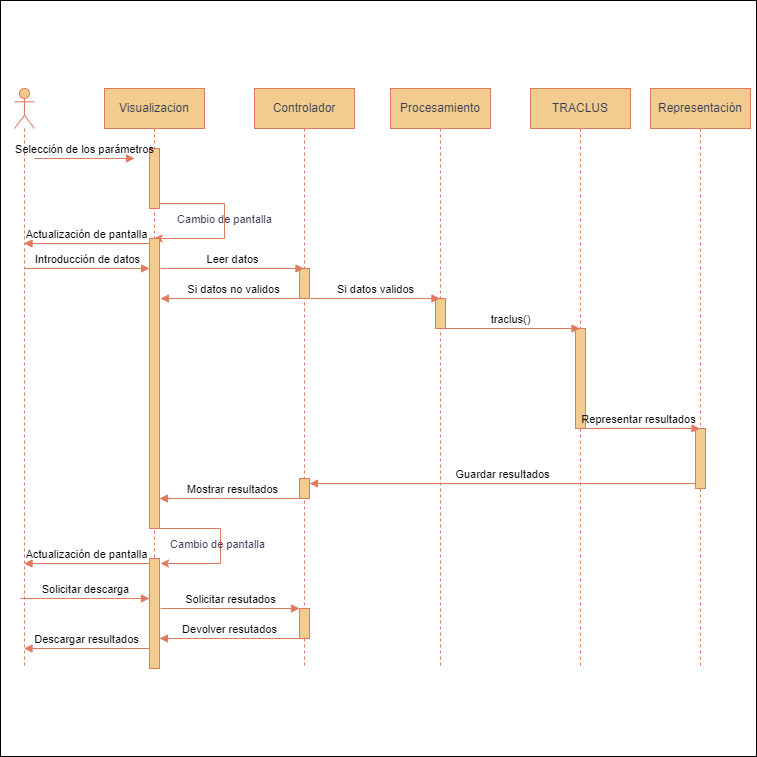 Visualizacion
Controlador
Procesamiento
TRACLUS
Representación
Selección de los parámetros
Cambio de pantalla
Actualización de pantalla
Introducción de datos
Leer datos
Si datos no validos
Si datos validos
traclus()
Representar resultados
Guardar resultados
Mostrar resultados
Cambio de pantalla
Actualización de pantalla
Solicitar descarga
Solicitar resutados
Devolver resutados
Descargar resultados